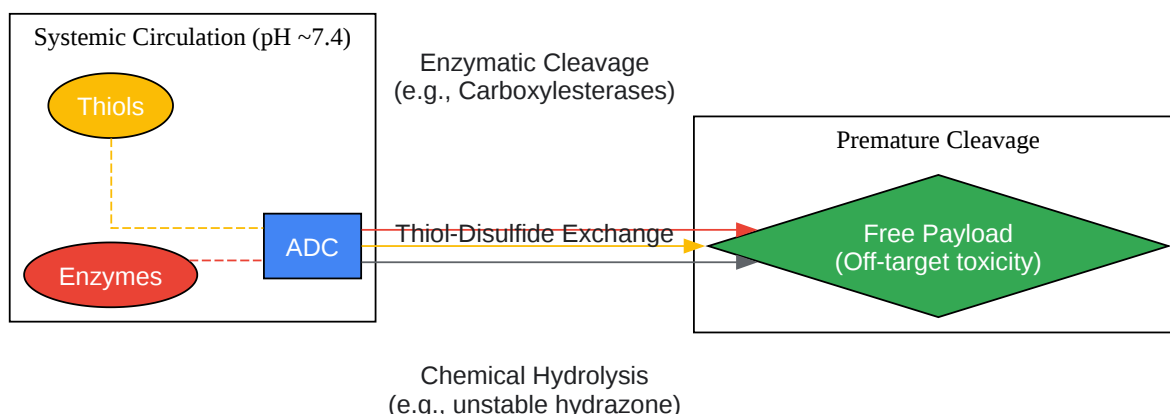 Systemic Circulation (pH ~7.4)
Thiols
Enzymes
ADC
Enzymatic Cleavage
(e.g., Carboxylesterases)
Thiol-Disulfide Exchange
Chemical Hydrolysis
(e.g., unstable hydrazone)
Premature Cleavage
Free Payload
(Off-target toxicity)